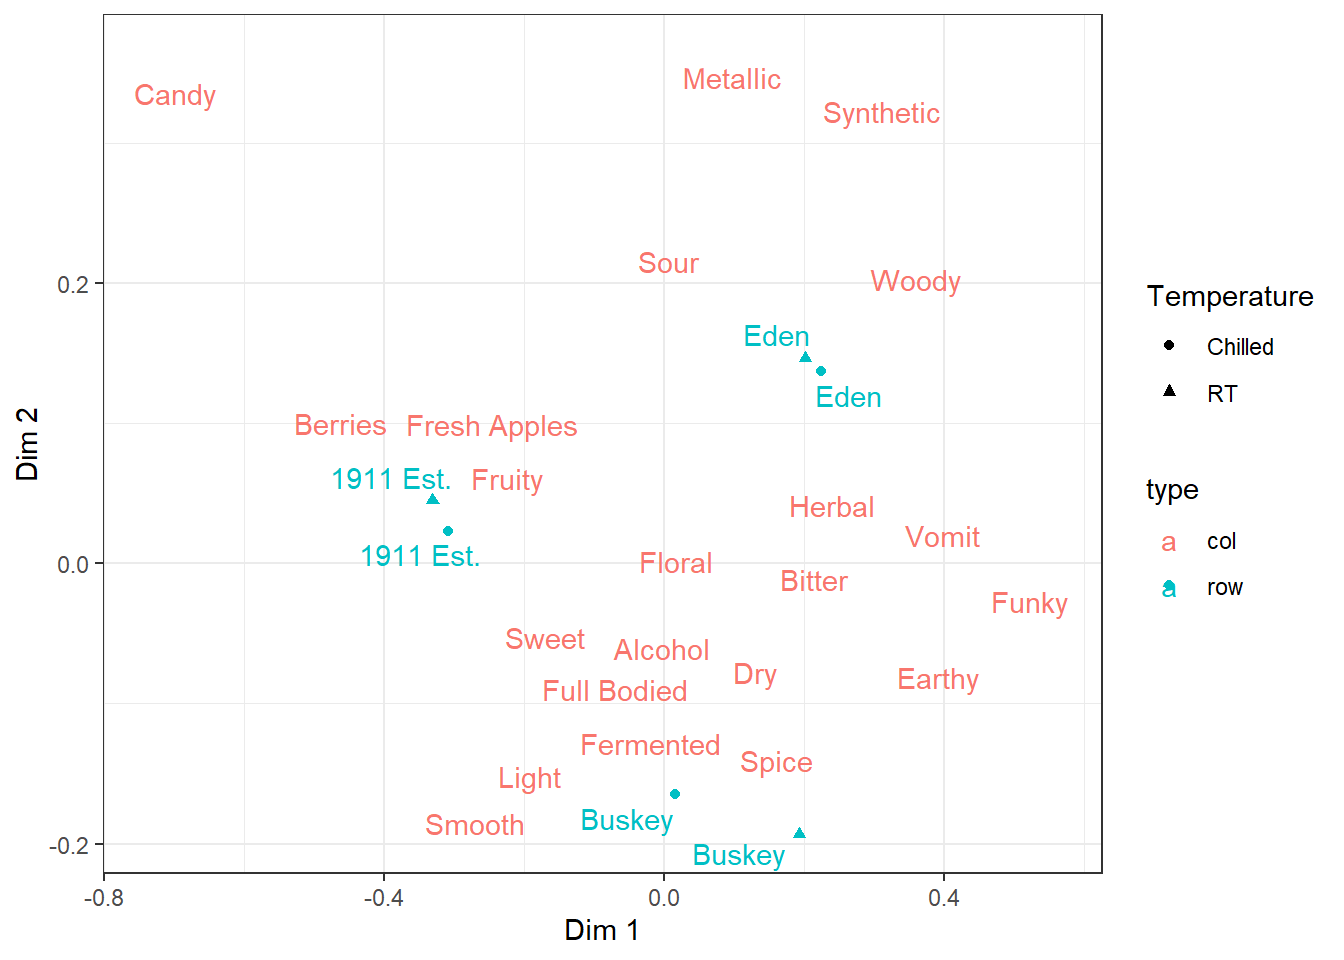 Metallic
Candy
Synthetic
Sour
Woody
0.2
Temperature
Eden
Chilled
Eden
RT
Berries
Fresh Apples
Dim 2
1911 Est.
Fruity
type
Herbal
Vomit
a col
1911 Est.
0.0
Floral
Bitter
a row
Funky
Sweet
Alcohol
Dry
Earthy
Full Bodied
Fermented
Spice
Light
Buskey
Smooth
-0.2
Buskey
-0.8
-0.4
0.0
0.4
Dim 1